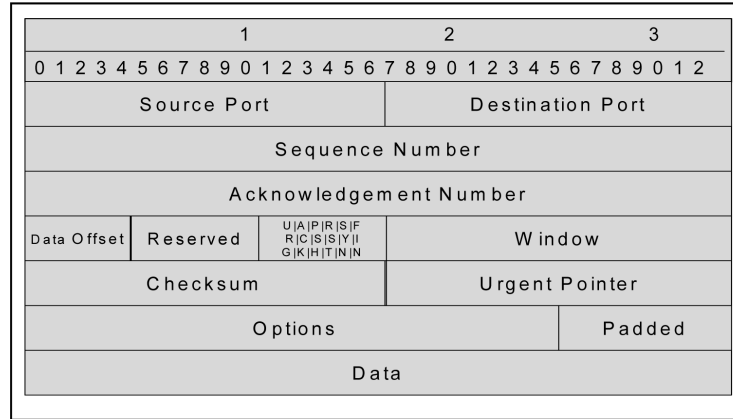 1 2 3
0 1 2 3 4 5 6 7 8 9 0 1 2 3 4 5 6 7 8 9 0 1 2 3 4 5 6 7 8 9 0 1 2
Source Port Destination Port
Sequence Number
Acknowledgement Number
Data Offset Reserved U|A|P|R|S|F
R|C|S|S|Y|I
G|K|H|T|N|N Window
Checksum Urgent Pointer
Options Padded
Data